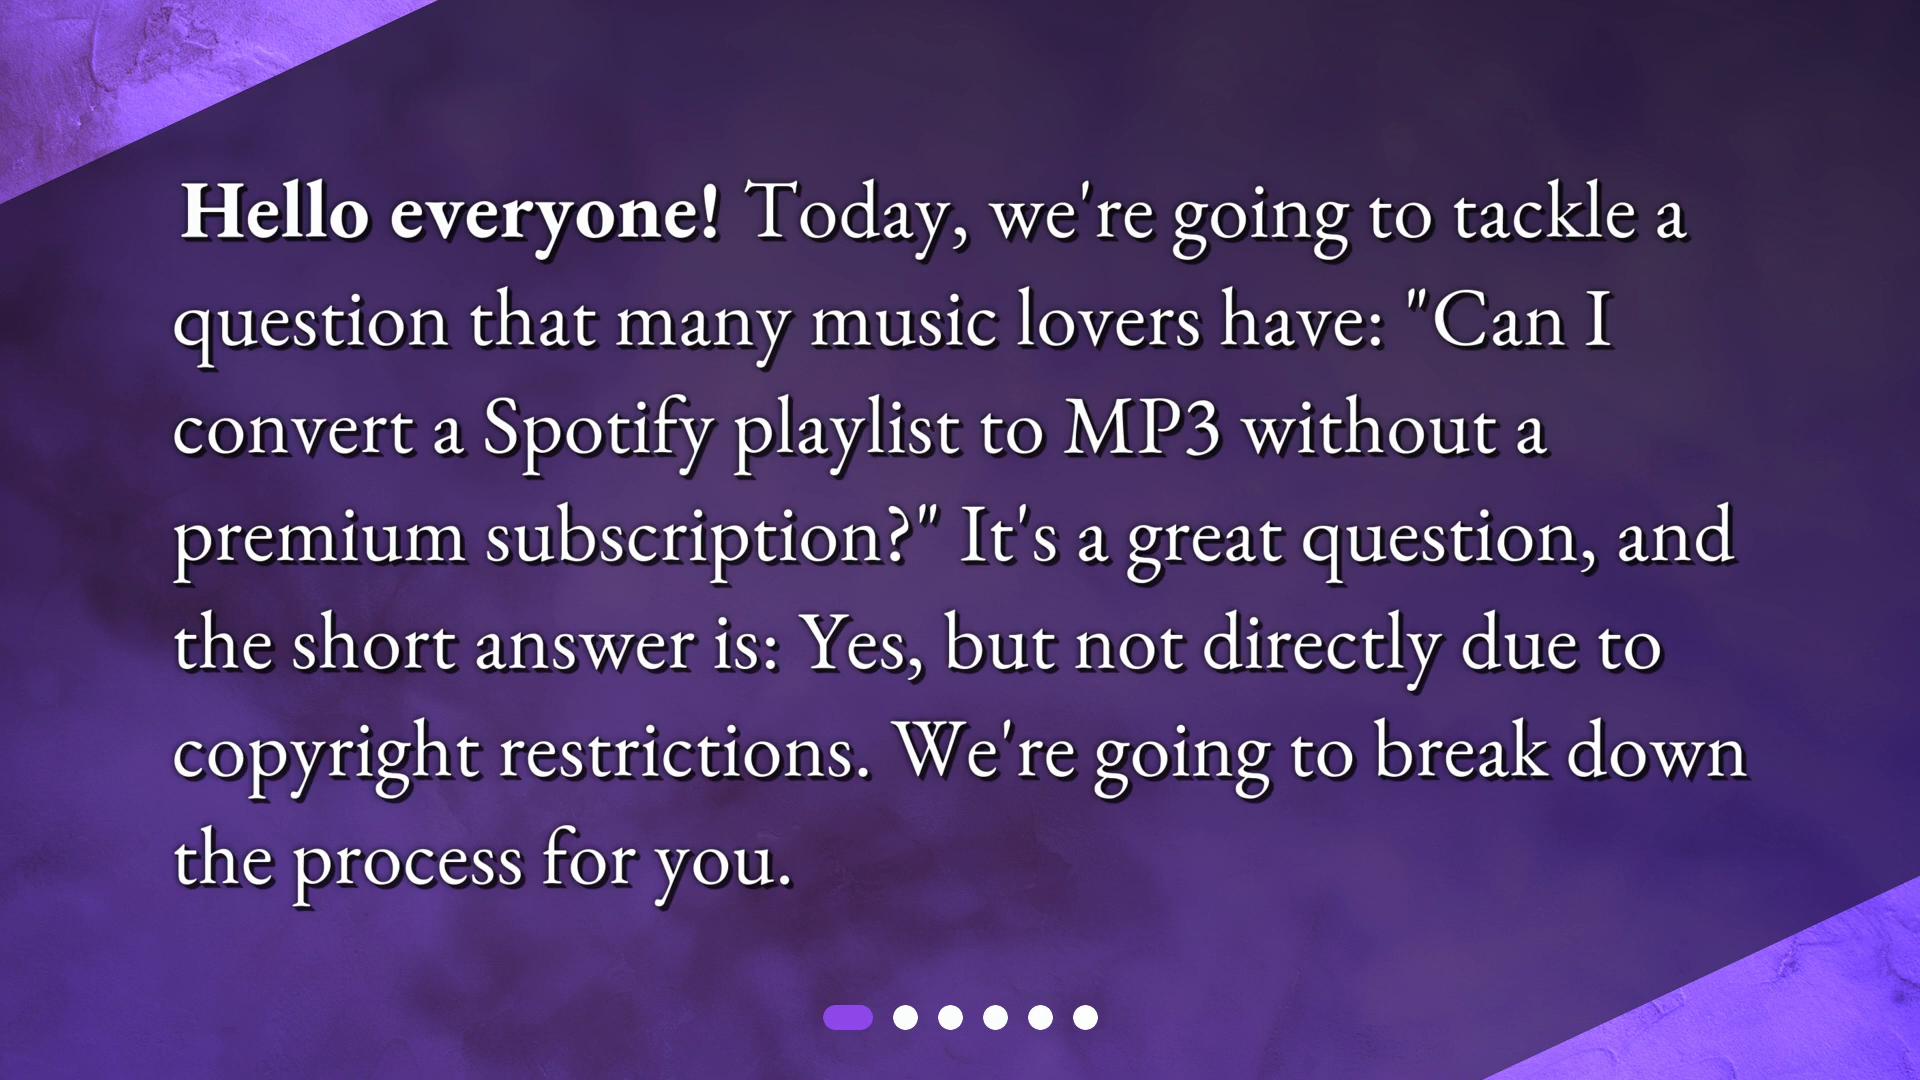 Hello everyone! Today, we're going to tackle a
question that many music lovers have: "Can I
convert a Spotify playlist to MP3 without a
premium subscription?" It's a great question, and
the short answer is: Yes, but not directly due to
copyright restrictions. We're going to break down
the process for you.